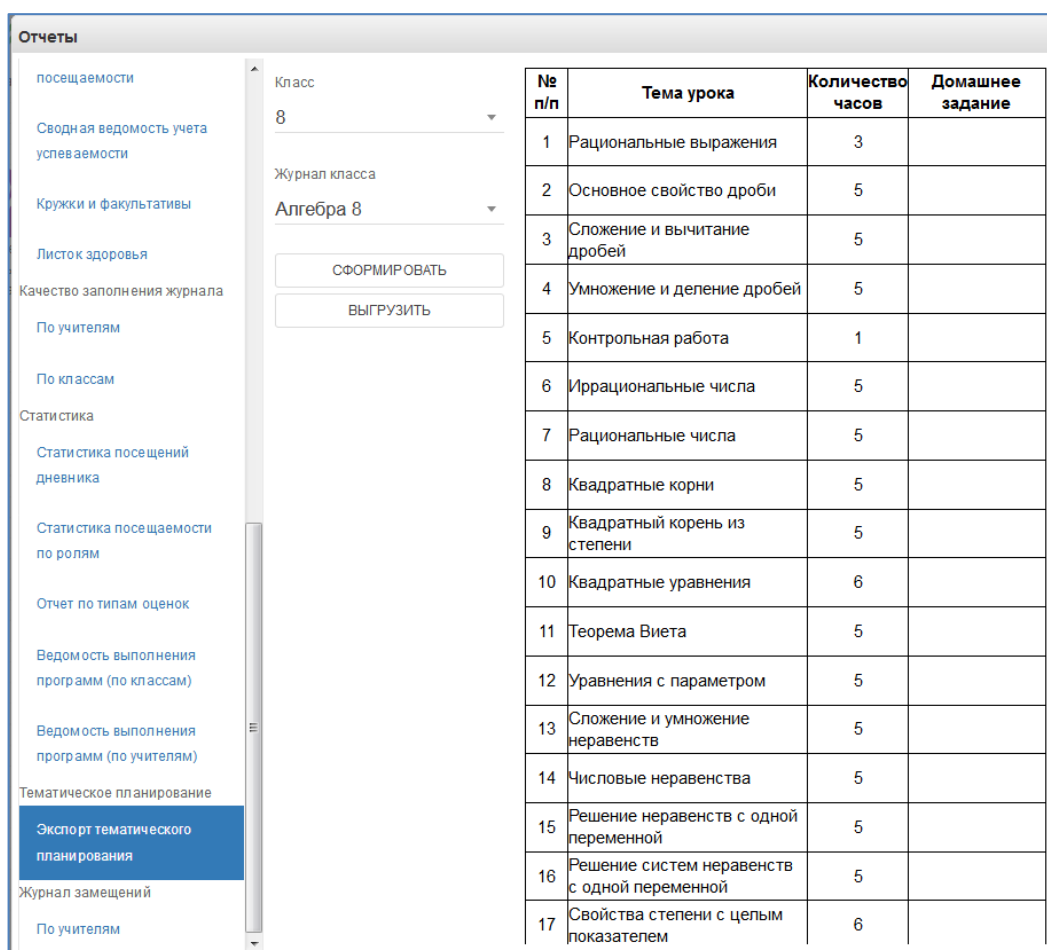 Отчеты
посещаемости
Сводная ведомость учета
успеваемости
Кружки и факультативы
Листок здоровья
Качество заполнения журнала
По учителям
По классам
Статистика
Статистика посещений
дневника
Статистика посещаемости
по ролям
Отчет по типам оценок
Ведомость выполнения
программ (по классам)
Ведомость выполнения
программ (по учителям)
Тематическое планирование
Экспорт тематического
планирования
Журнал замещений
По учителям
Класс
8
Журнал класса
Алгебра 8
СФОРМИРОВАТЬ
ВЫГРУЗИТЬ
№ Тема урока Количество Домашнее
п/п часов задание
1 Рациональные выражения 3
2 Основное свойство дроби 5
3 Сложение и вычитание 5
дробей
4 Умножение и деление дробей 5
5 Контрольная работа 1
6 Иррациональные числа 5
7 Рациональные числа 5
8 Квадратные корни 5
9 Квадратный корень из 5
степени
10 Квадратные уравнения 6
11 Теорема Виета 5
12 Уравнения с параметром 5
13 Сложение и умножение 5
неравенств
14 Числовые неравенства 5
15 Решение неравенств с одной 5
переменной
16 Решение систем неравенств 5
с одной переменной
17 Свойства степени с целым 6
показателем